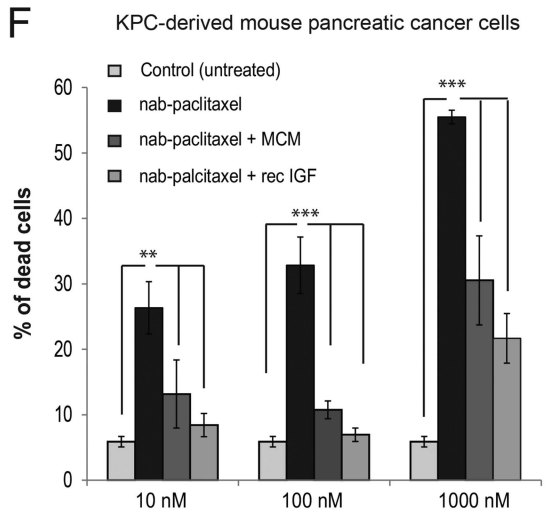 F
KPC-derived mouse pancreatic cancer cells
Control (untreated)
nab-paclitaxel
nab-paclitaxel + MCM
nab-palcitaxel + rec IGF
% of dead cells
60
50
40
30
20
10
0
**
***
***
10 nM
100 nM
1000 nM